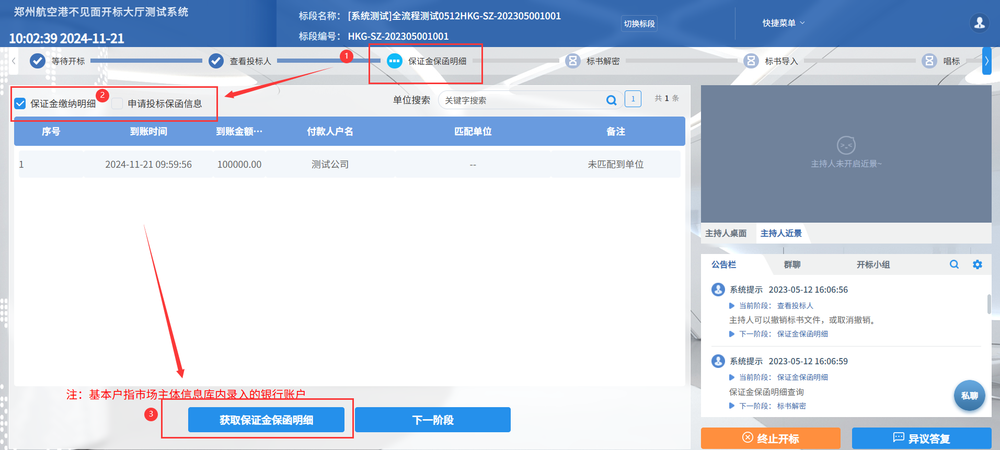 郑州航空港不见面开标大厅测试系统
10:02:39 2024-11-21
标段名称： [系统测试]全流程测试0512HKG-SZ-202305001001
标段编号： HKG-SZ-202305001001
切换标段
快捷菜单
等待开标
查看投标人
1
保证金保函明细
标书解密
标书导入
唱标
保证金缴纳明细
2
申请投标保函信息
单位搜索
关键字搜索
1
共 1 条
序号 到账时间 到账金额··· 付款人户名 匹配单位 备注
1 2024-11-21 09:59:56 100000.00 测试公司 -- 未匹配到单位
注：基本户指市场主体信息库内录入的银行账户
3
获取保证金保函明细
下一阶段
主持人未开启近景~
主持人桌面
主持人近景
公告栏
群聊
开标小组
系统提示 2023-05-12 16:06:56
当前阶段： 查看投标人
主持人可以撤销标书文件，或取消撤销。
下一阶段： 保证金保函明细
系统提示 2023-05-12 16:06:59
当前阶段： 保证金保函明细
保证金保函明细查询
下一阶段： 标书解密
私聊
终止开标
异议答复